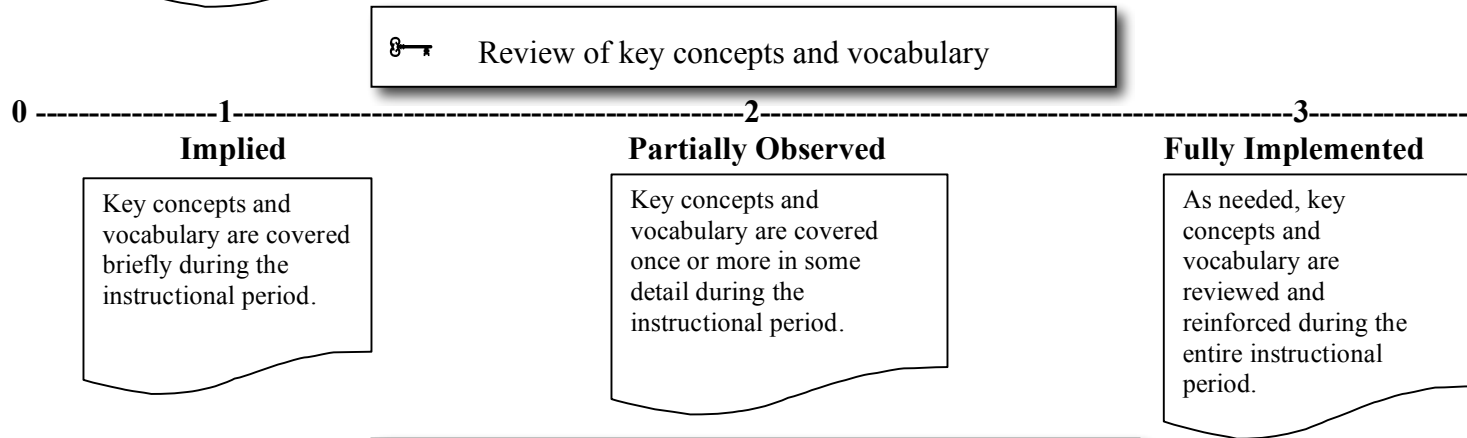 Review of key concepts and vocabulary
0 -----------------1-------------------------------------------------2---------------------------------------------------3---------------
Implied
Partially Observed
Fully Implemented
Key concepts and
vocabulary are covered
briefly during the
instructional period.
Key concepts and
vocabulary are covered
once or more in some
detail during the
instructional period.
As needed, key
concepts and
vocabulary are
reviewed and
reinforced during the
entire instructional
period.